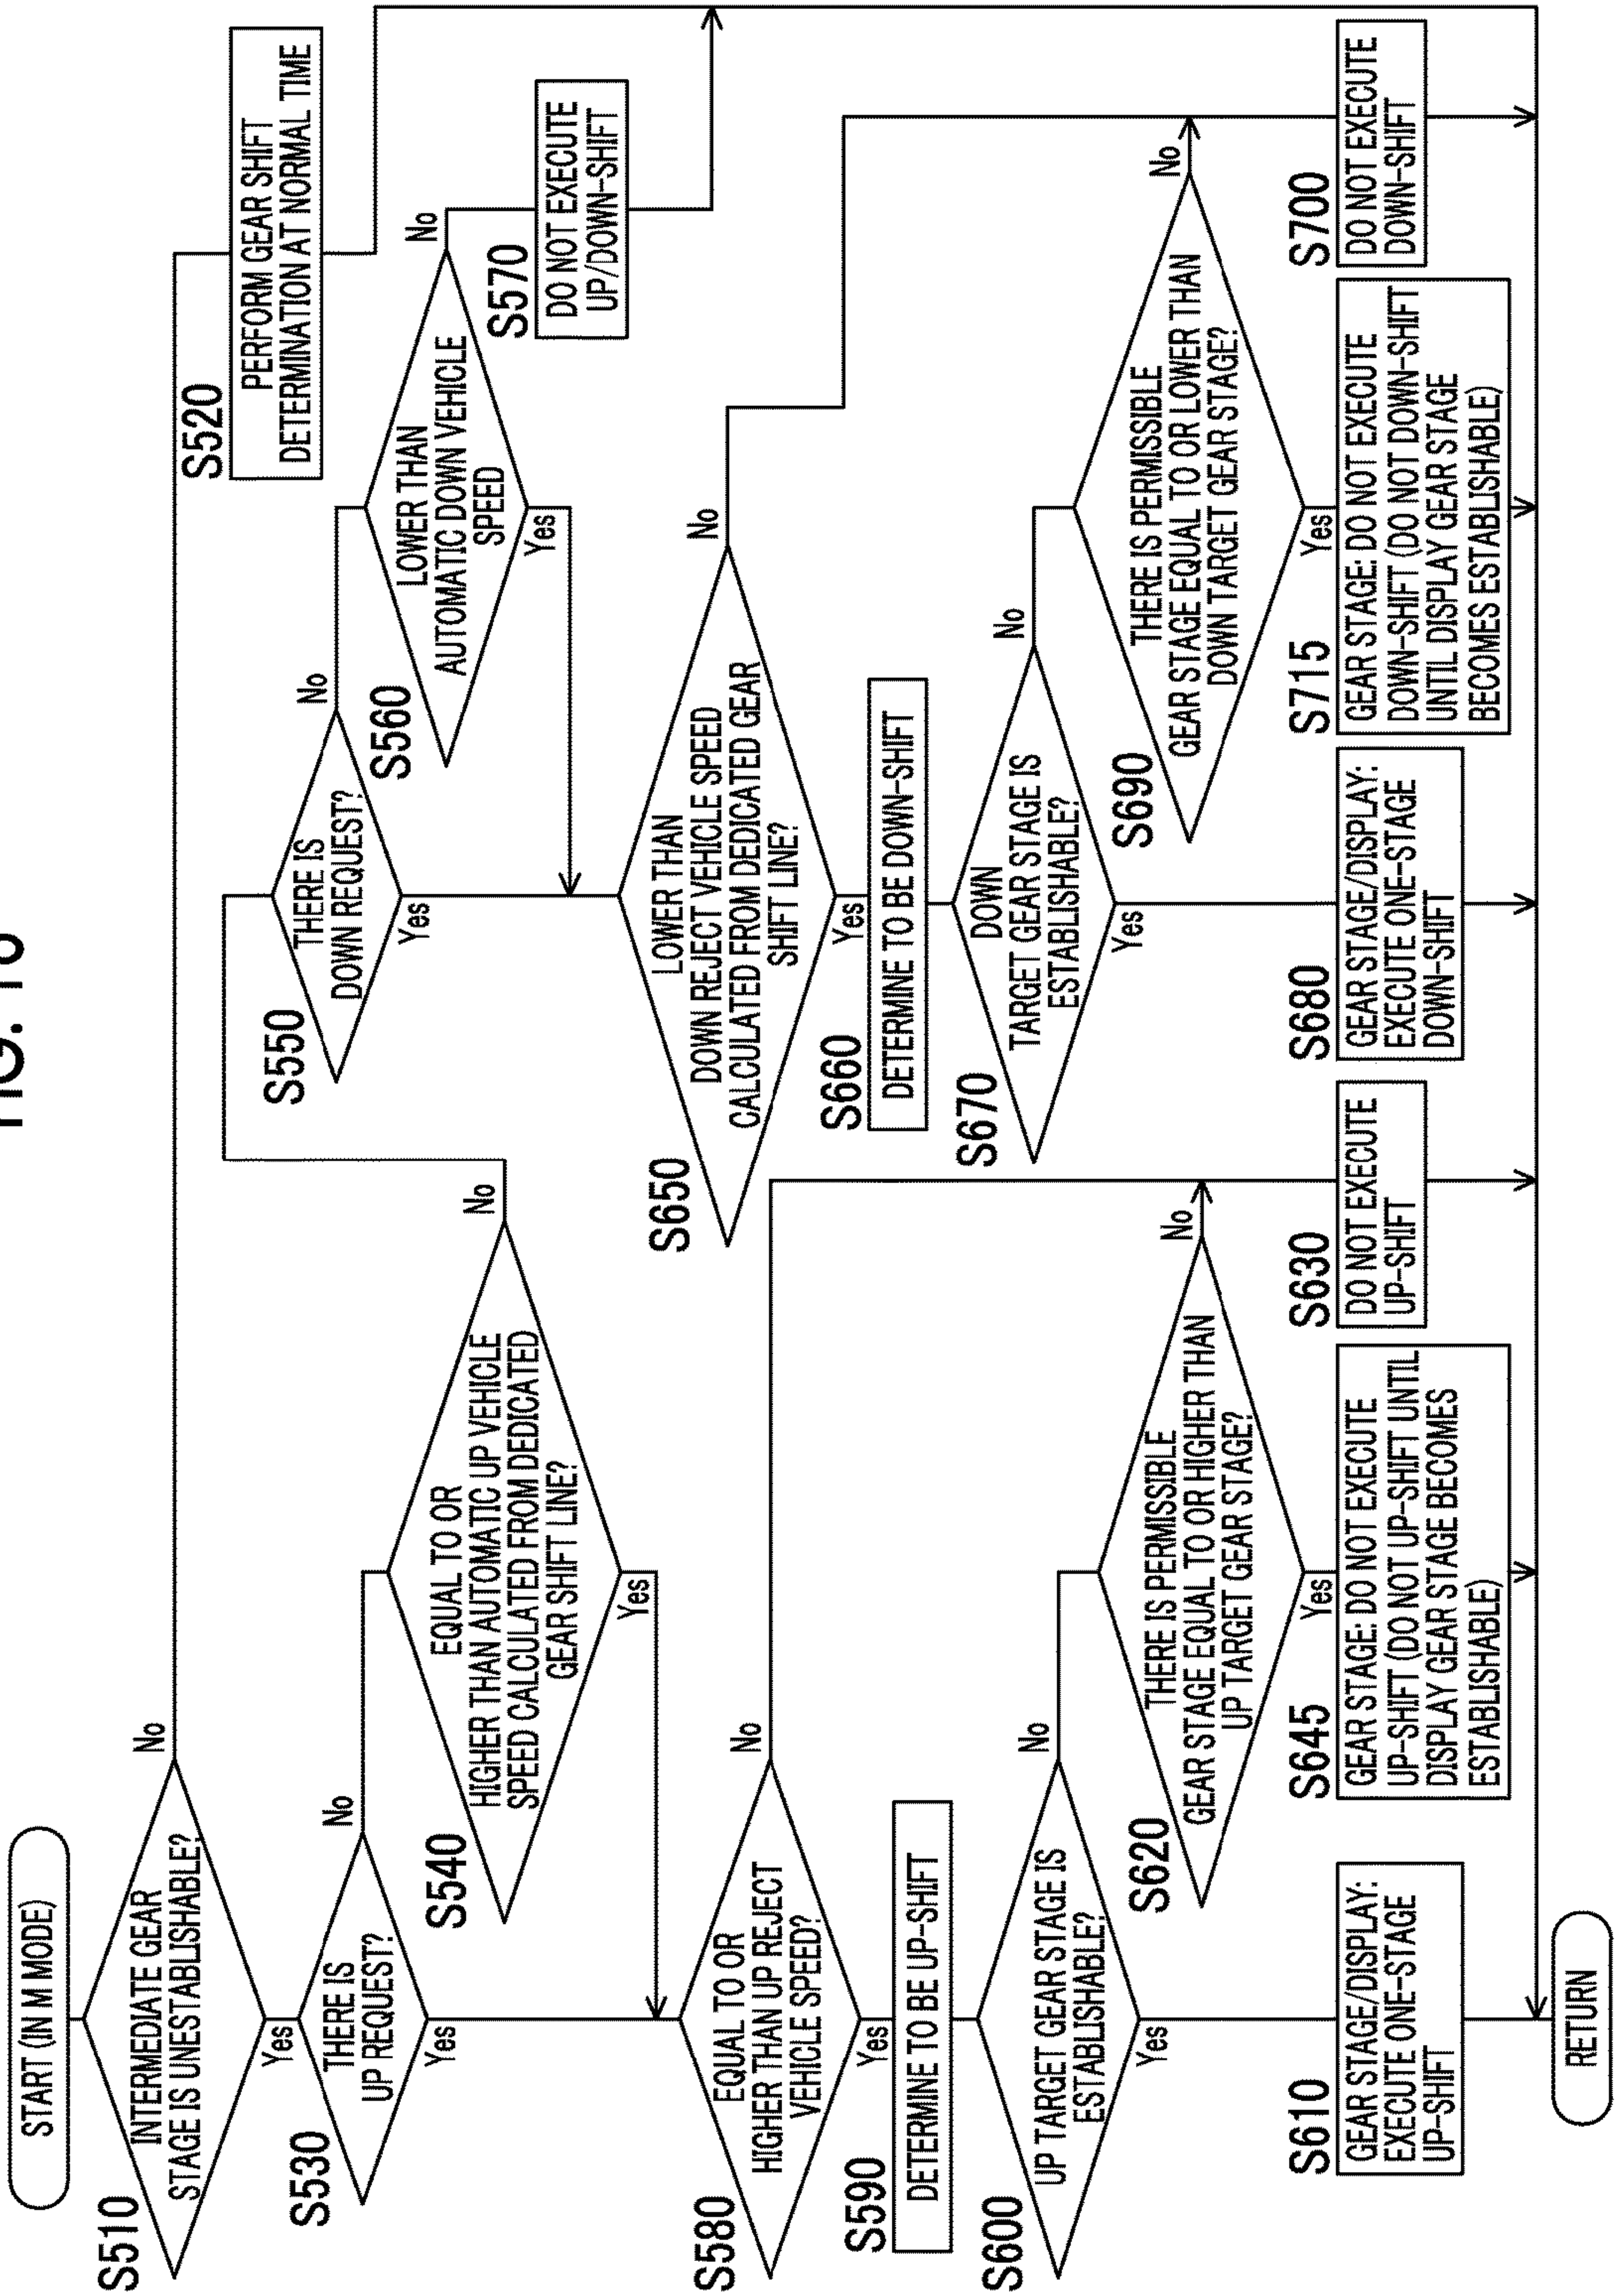 FIG.
START (IN M MODE)
S510
INTERMEDIATE GEAR
STAGE IS UNESTABLISHABLE?
No
Yes
S520
PERFORM GEAR SHIFT
DETERMINATION AT NORMAL TIME
S530
THERE IS
UP REQUEST?
No
Yes
S540
EQUAL TO OR
HIGHER THAN AUTOMATIC UP VEHICLE
SPEED CALCULATED FROM DEDICATED
GEAR SHIFT LINE?
No
Yes
S550
THERE IS
DOWN REQUEST?
No
Yes
S560
LOWER THAN
AUTOMATIC DOWN VEHICLE
SPEED
No
Yes
S570
DO NOT EXECUTE
UP/DOWN-SHIFT
S580
EQUAL TO OR
HIGHER THAN UP REJECT
VEHICLE SPEED?
No
Yes
S590
DETERMINE TO BE UP-SHIFT
S600
UP TARGET GEAR STAGE IS
ESTABLISHABLE?
No
Yes
S610
GEAR STAGE/DISPLAY:
EXECUTE ONE-STAGE
UP-SHIFT
S620
THERE IS PERMISSIBLE
GEAR STAGE EQUAL TO OR HIGHER THAN
UP TARGET GEAR STAGE?
No
Yes
S645
GEAR STAGE: DO NOT EXECUTE
UP-SHIFT (DO NOT UP-SHIFT UNTIL
DISPLAY GEAR STAGE BECOMES
ESTABLISHABLE)
S630
DO NOT EXECUTE
UP-SHIFT
S650
LOWER THAN
DOWN REJECT VEHICLE SPEED
CALCULATED FROM DEDICATED GEAR
SHIFT LINE?
No
Yes
S660
DETERMINE TO BE DOWN-SHIFT
S670
DOWN
TARGET GEAR STAGE IS
ESTABLISHABLE?
No
Yes
S680
GEAR STAGE/DISPLAY:
EXECUTE ONE-STAGE
DOWN-SHIFT
S690
THERE IS PERMISSIBLE
GEAR STAGE EQUAL TO OR LOWER THAN
DOWN TARGET GEAR STAGE?
No
Yes
S715
GEAR STAGE: DO NOT EXECUTE
DOWN-SHIFT (DO NOT DOWN-SHIFT
UNTIL DISPLAY GEAR STAGE
BECOMES ESTABLISHABLE)
S700
DO NOT EXECUTE
DOWN-SHIFT
RETURN